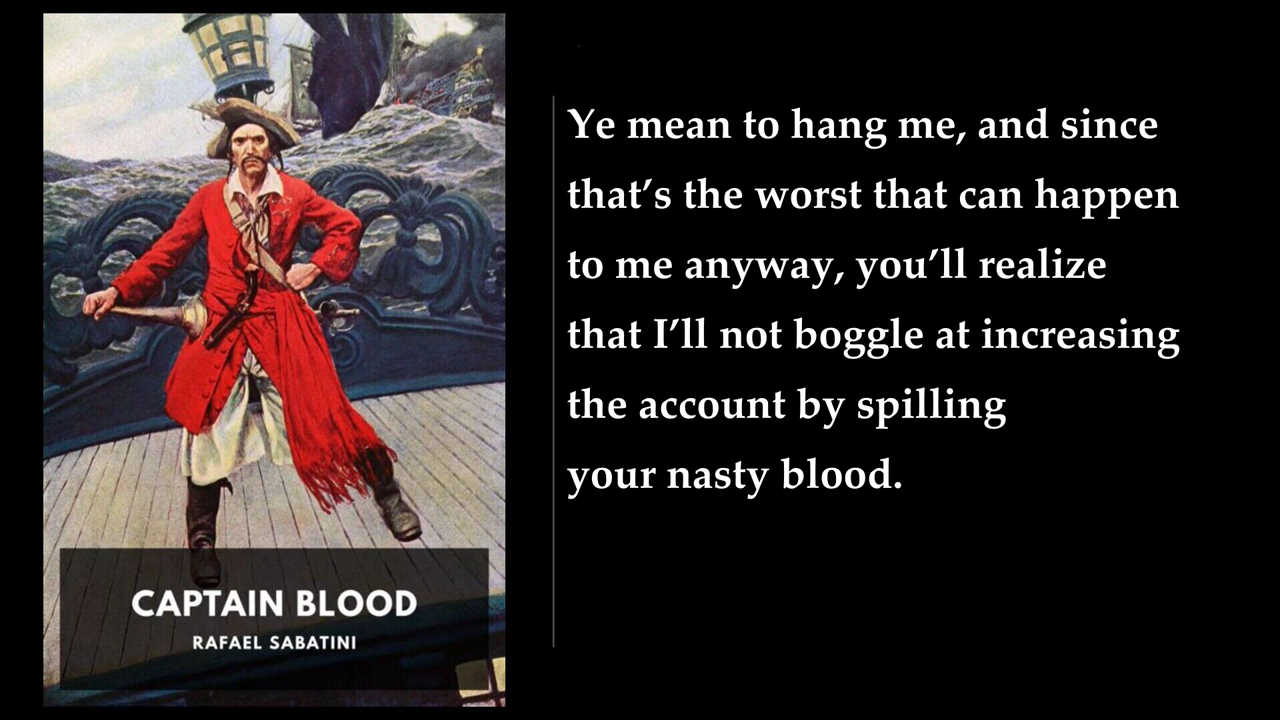 CAPTAIN BLOOD
RAFAEL SABATINI
Ye mean to hang me, and since
that’s the worst that can happen
to me anyway, you’ll realize
that I’ll not boggle at increasing
the account by spilling
your nasty blood.